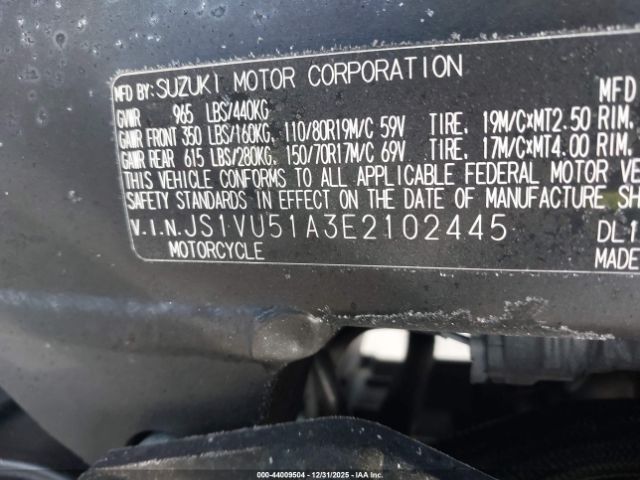 MFD BY: SUZUKI MOTOR CORPORATION MFD
GVWR 965 LBS/440KG
GAWR FRONT 350 LBS/160KG, 110/80R19M/C 59V TIRE, 19M/CxMT2.50 RIM,
GAWR REAR 615 LBS/280KG, 150/70R17M/C 69V TIRE, 17M/CxMT4.00 RIM,
THIS VEHICLE CONFORMS TO ALL APPLICABLE FEDERAL MOTOR VE
SAFETY STANDARDS IN EFFECT ON THE DATE OF MANUFACTURE SH
V.I.N. JS1VU51A3E2102445 DL1
MOTORCYCLE MADE
000-44009504 - 12/31/2025 - IAA Inc.